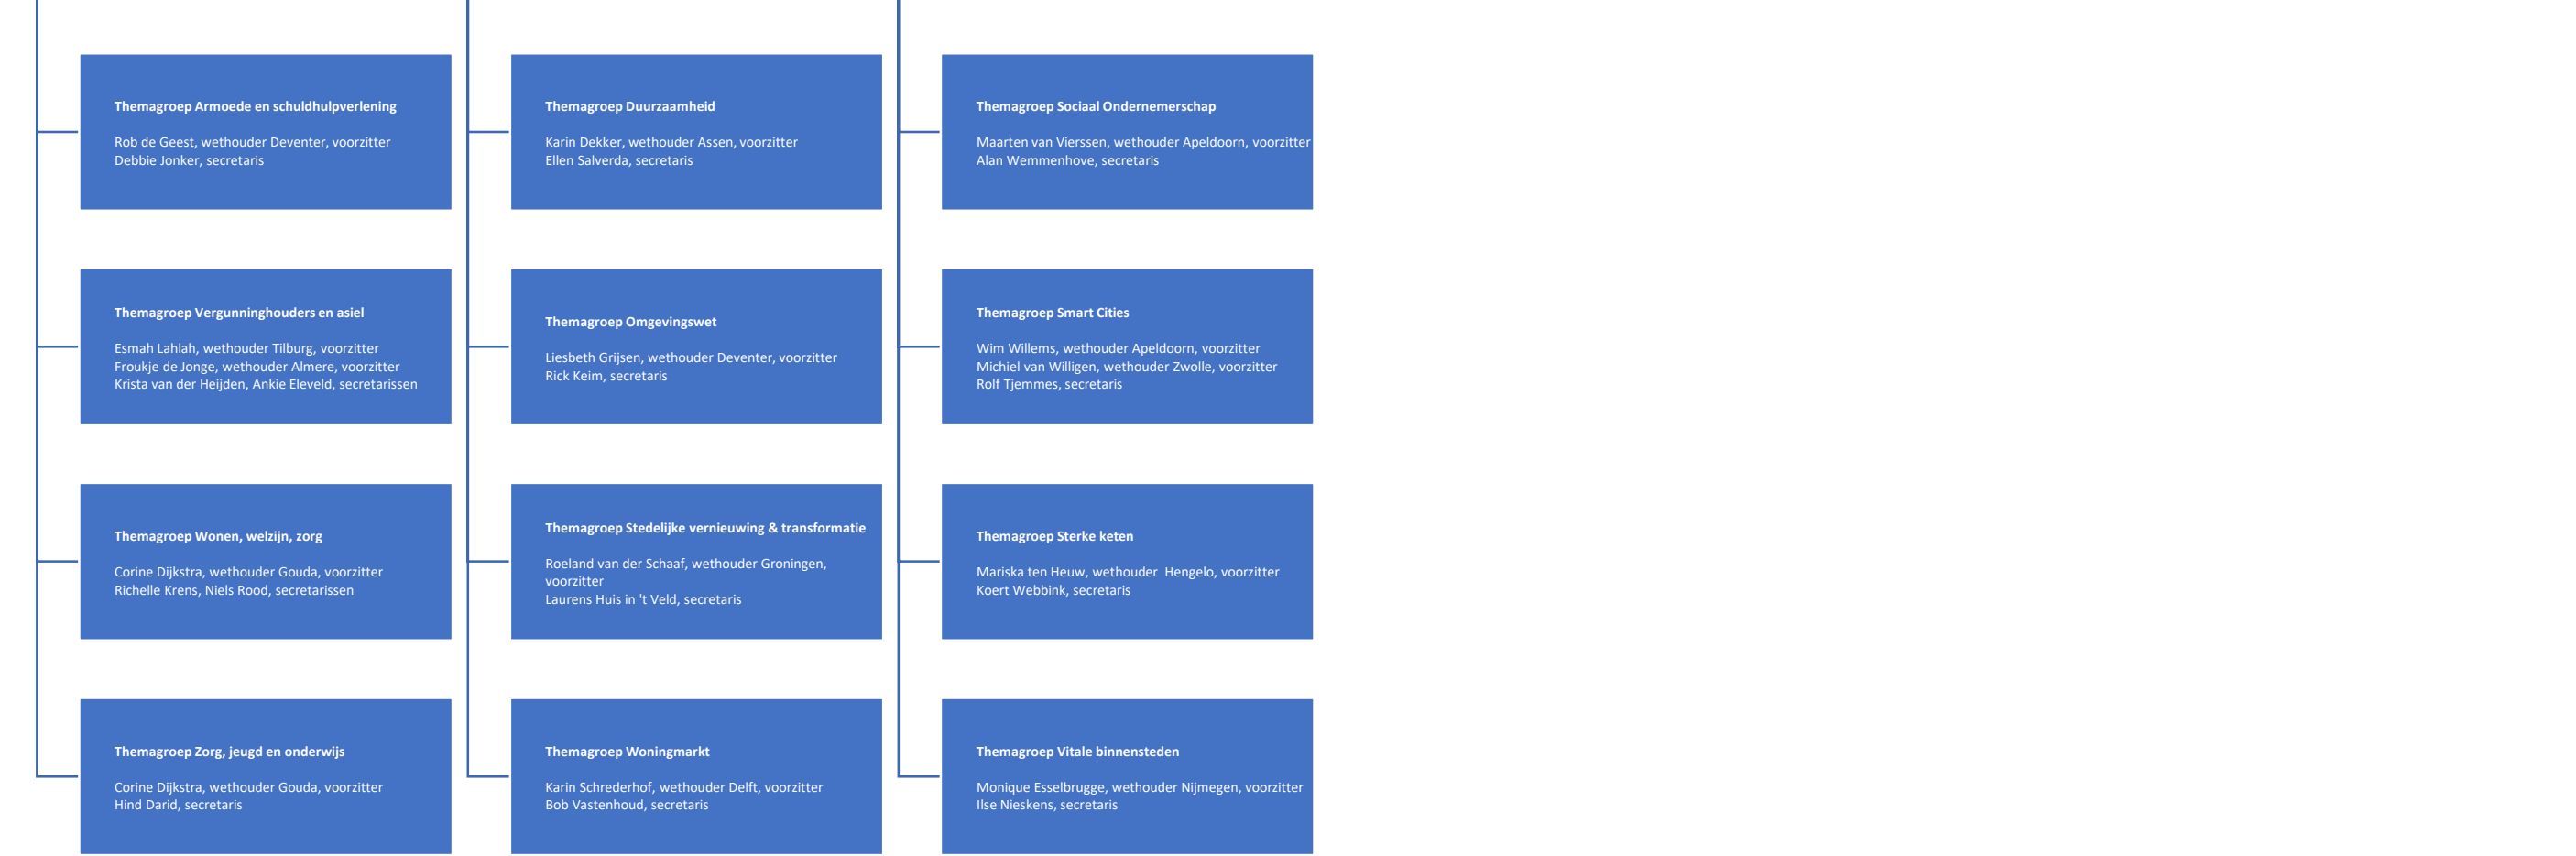 Themagroep Armoede en schuldhulpverlening
Rob de Geest, wethouder Deventer, voorzitter
Debbie Jonker, secretaris
Themagroep Vergunninghouders en asiel
Esmah Lahlah, wethouder Tilburg, voorzitter
Froukje de Jonge, wethouder Almere, voorzitter
Krista van der Heijden, Ankie Eleveld, secretarissen
Themagroep Wonen, welzijn, zorg
Corine Dijkstra, wethouder Gouda, voorzitter
Richelle Krens, Niels Rood, secretarissen
Themagroep Zorg, jeugd en onderwijs
Corine Dijkstra, wethouder Gouda, voorzitter
Hind Darid, secretaris
Themagroep Duurzaamheid
Karin Dekker, wethouder Assen, voorzitter
Ellen Salverda, secretaris
Themagroep Omgevingswet
Liesbeth Grijsen, wethouder Deventer, voorzitter
Rick Keim, secretaris
Themagroep Stedelijke vernieuwing & transformatie
Roeland van der Schaaf, wethouder Groningen,
voorzitter
Laurens Huis in 't Veld, secretaris
Themagroep Woningmarkt
Karin Schrederhof, wethouder Delft, voorzitter
Bob Vastenhoud, secretaris
Themagroep Sociaal Ondernemerschap
Maarten van Vierssen, wethouder Apeldoorn, voorzitter
Alan Wemmenhove, secretaris
Themagroep Smart Cities
Wim Willems, wethouder Apeldoorn, voorzitter
Michiel van Willigen, wethouder Zwolle, voorzitter
Rolf Tjemmes, secretaris
Themagroep Sterke keten
Mariska ten Heuw, wethouder  Hengelo, voorzitter
Koert Webbink, secretaris
Themagroep Vitale binnensteden
Monique Esselbrugge, wethouder Nijmegen, voorzitter
Ilse Nieskens, secretaris